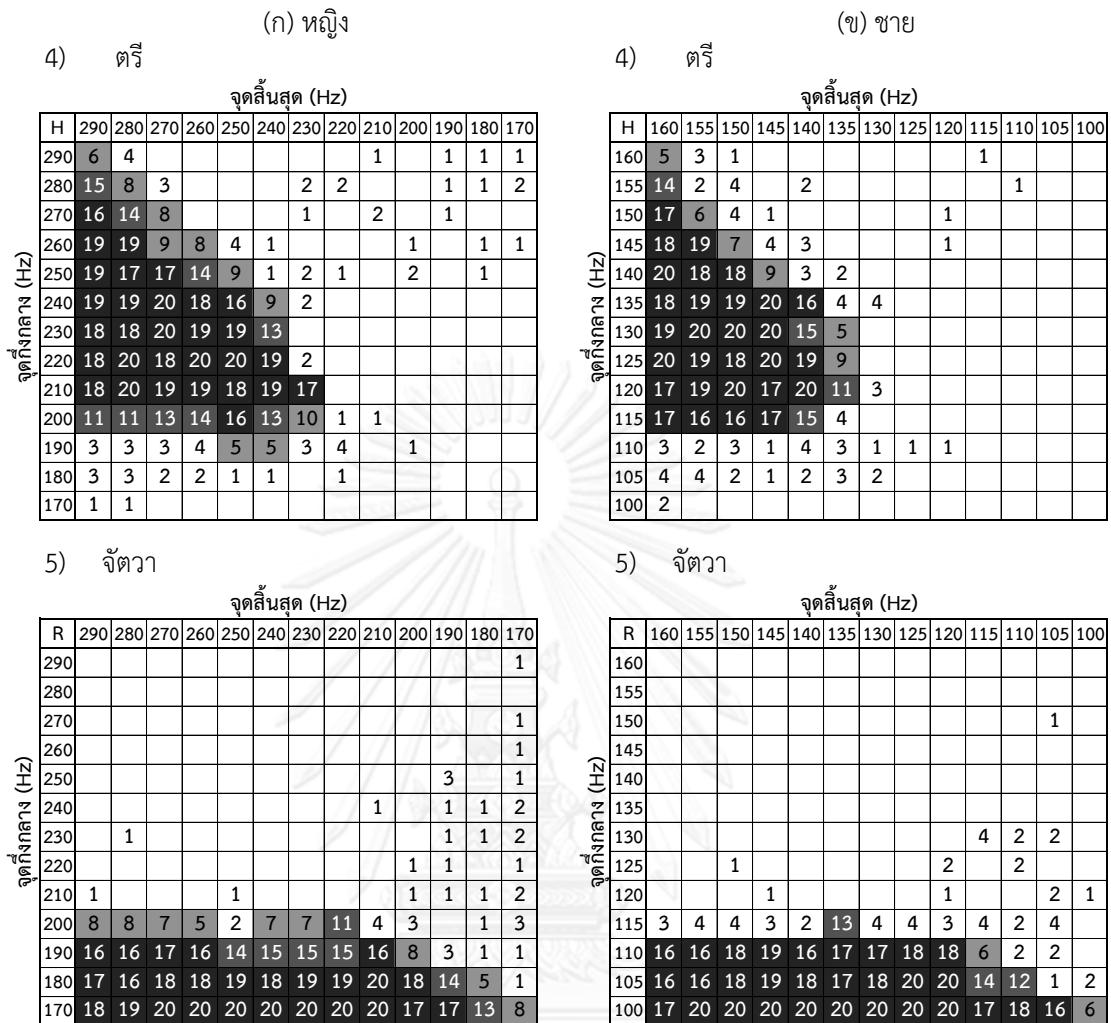 (ก) หญิง (ข) ชาย
4) ตรี 4) ตรี
จุดสิ้นสุด (Hz) จุดสิ้นสุด (Hz)
H 290 280 270 260 250 240 230 220 210 200 190 180 170 H 160 155 150 145 140 135 130 125 120 115 110 105 100
290 6 4 1 1 1 1 160 5 3 1 1
280 15 8 3 2 2 1 1 2 155 14 2 4 2 1
270 16 14 8 1 2 1 150 17 6 4 1 1
260 19 19 9 8 4 1 1 1 1 145 18 19 7 4 3 1
250 19 17 17 14 9 1 2 1 2 1 140 20 18 18 9 3 2
240 19 19 20 18 16 9 2 135 18 19 19 20 16 4 4
230 18 18 20 19 19 13 130 19 20 20 20 15 5
220 18 20 18 20 20 19 2 125 20 19 18 20 19 9
210 18 20 19 19 18 19 17 120 17 19 20 17 20 11 3
200 11 11 13 14 16 13 10 1 1 115 17 16 16 17 15 4
190 3 3 3 4 5 5 3 4 1 110 3 2 3 1 4 3 1 1 1
180 3 3 2 2 1 1 1 105 4 4 2 1 2 3 2
170 1 1 100 2
จุดกึ่งกลาง (Hz) จุดกึ่งกลาง (Hz)
5) จัตวา 5) จัตวา
จุดสิ้นสุด (Hz) จุดสิ้นสุด (Hz)
R 290 280 270 260 250 240 230 220 210 200 190 180 170 R 160 155 150 145 140 135 130 125 120 115 110 105 100
290 1 160
280 155
270 1 150 1
260 1 145
250 3 1 140
240 1 1 1 2 135
230 1 1 1 2 130 4 2 2
220 1 1 1 125 1 2 2
210 1 1 1 1 1 2 120 1 1 2 1
200 8 8 7 5 2 7 7 11 4 3 1 3 115 3 4 4 3 2 13 4 4 3 4 2 4
190 16 16 17 16 14 15 15 15 16 8 3 1 1 110 16 16 18 19 16 17 17 18 18 6 2 2
180 17 16 18 18 19 18 19 19 20 18 14 5 1 105 16 16 18 19 18 17 18 20 20 14 12 1 2
170 18 19 20 20 20 20 20 20 20 17 17 13 8 100 17 20 20 20 20 20 20 20 20 17 18 16 6
จุดกึ่งกลาง (Hz) จุดกึ่งกลาง (Hz)